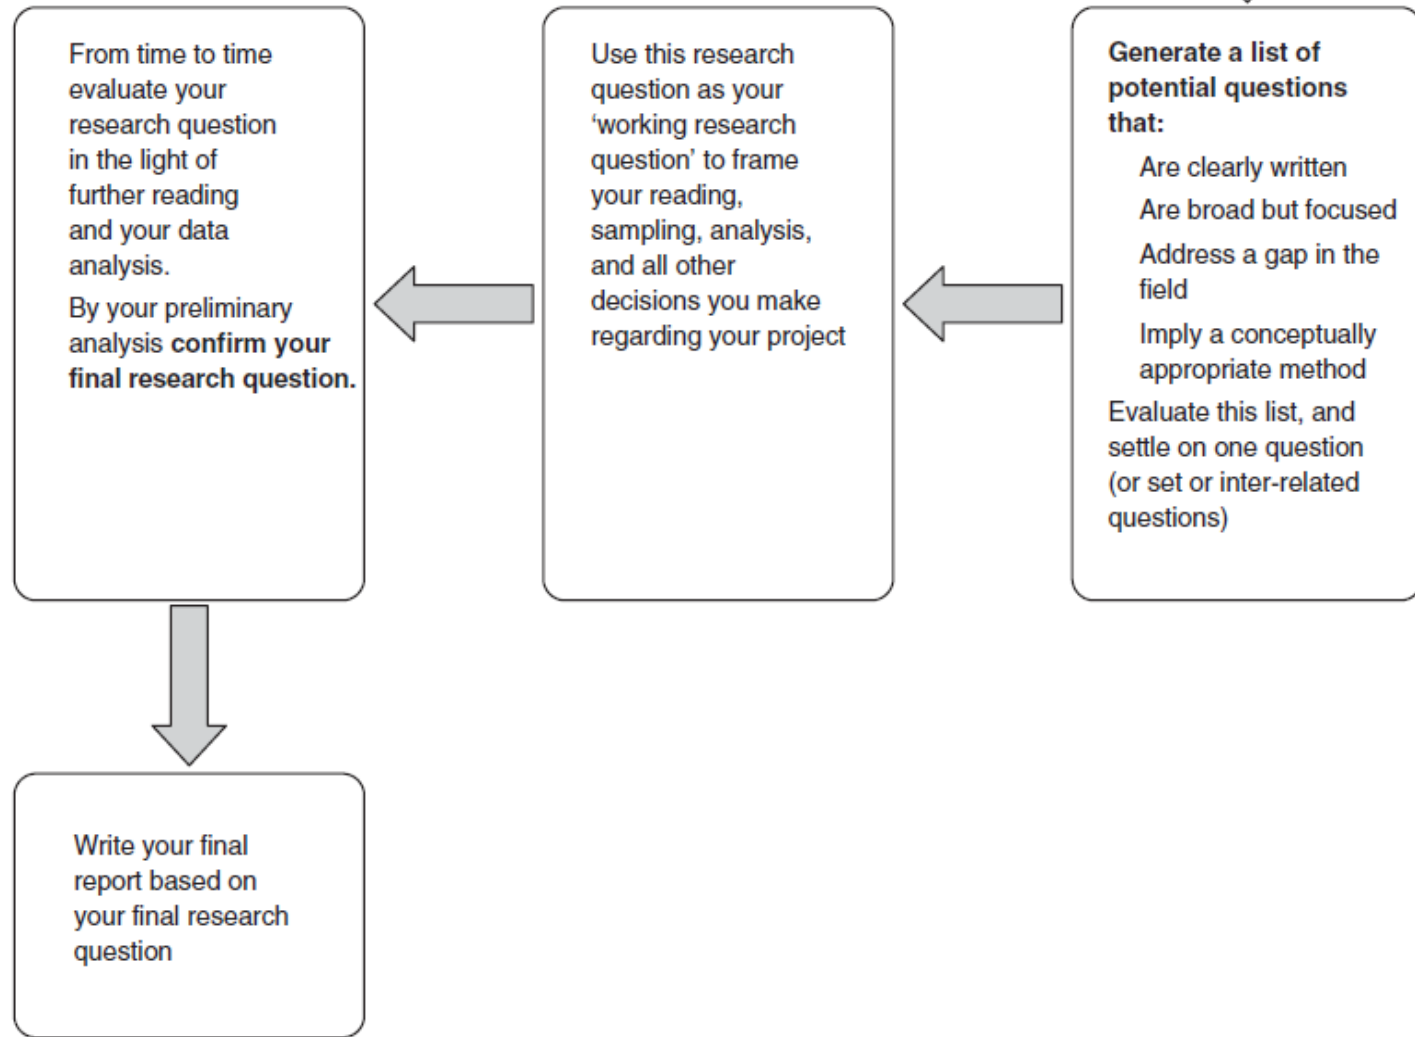 Generate a list of
potential questions
that:
Are clearly written
Are broad but focused
Address a gap in the
field
Imply a conceptually
appropriate method
Evaluate this list, and
settle on one question
(or set or inter-related
questions)
Use this research
question as your
‘working research
question’ to frame
your reading,
sampling, analysis,
and all other
decisions you make
regarding your project
From time to time
evaluate your
research question
in the light of
further reading
and your data
analysis.
By your preliminary
analysis confirm your
final research question.
Write your final
report based on
your final research
question